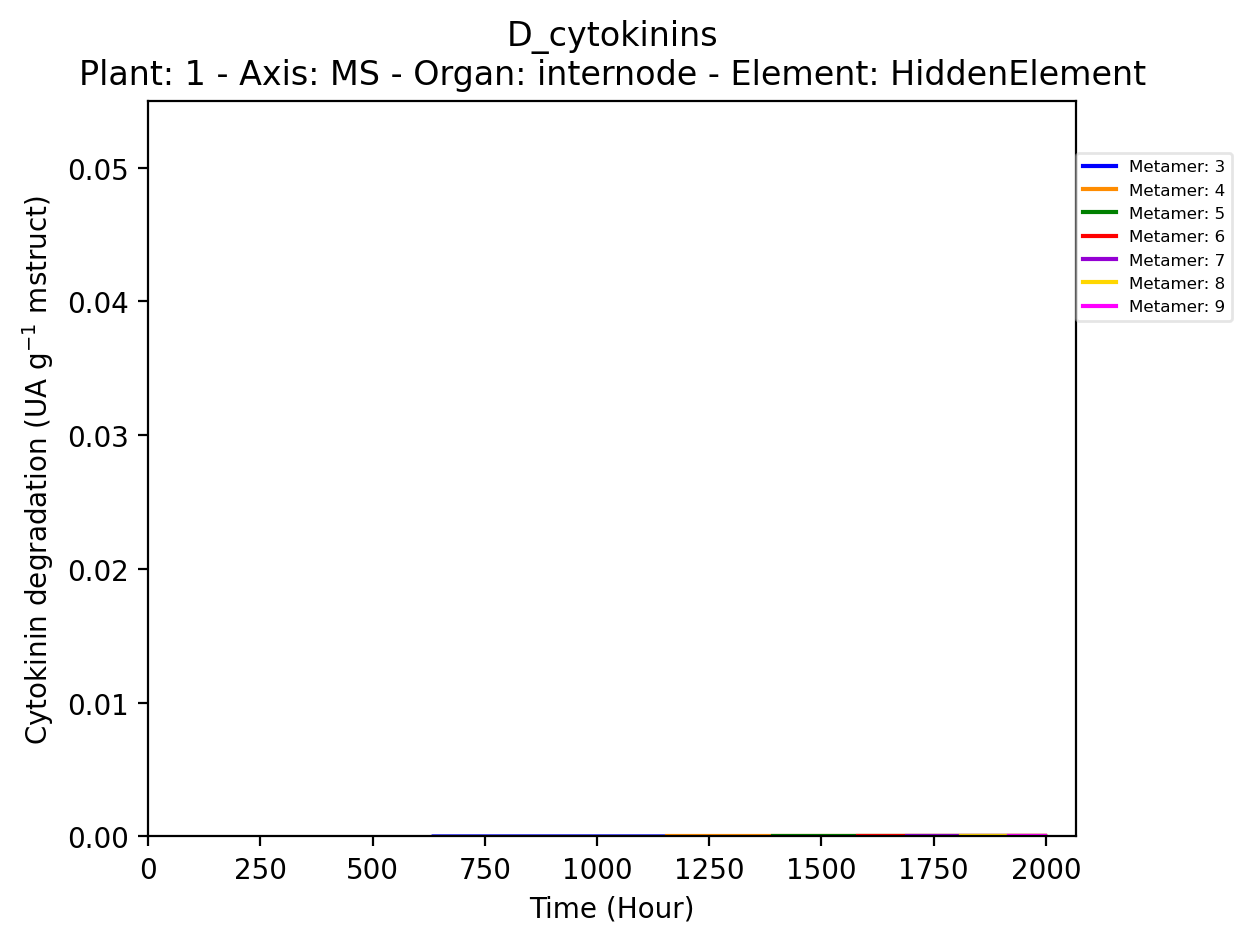 D_cytokinins
Plant: 1 - Axis: MS - Organ: internode - Element: HiddenElement
Cytokinin degradation (UA g⁻¹ mstruct)
0.05
0.04
0.03
0.02
0.01
0.00
0 250 500 750 1000 1250 1500 1750 2000
Time (Hour)
Metamer: 3
Metamer: 4
Metamer: 5
Metamer: 6
Metamer: 7
Metamer: 8
Metamer: 9